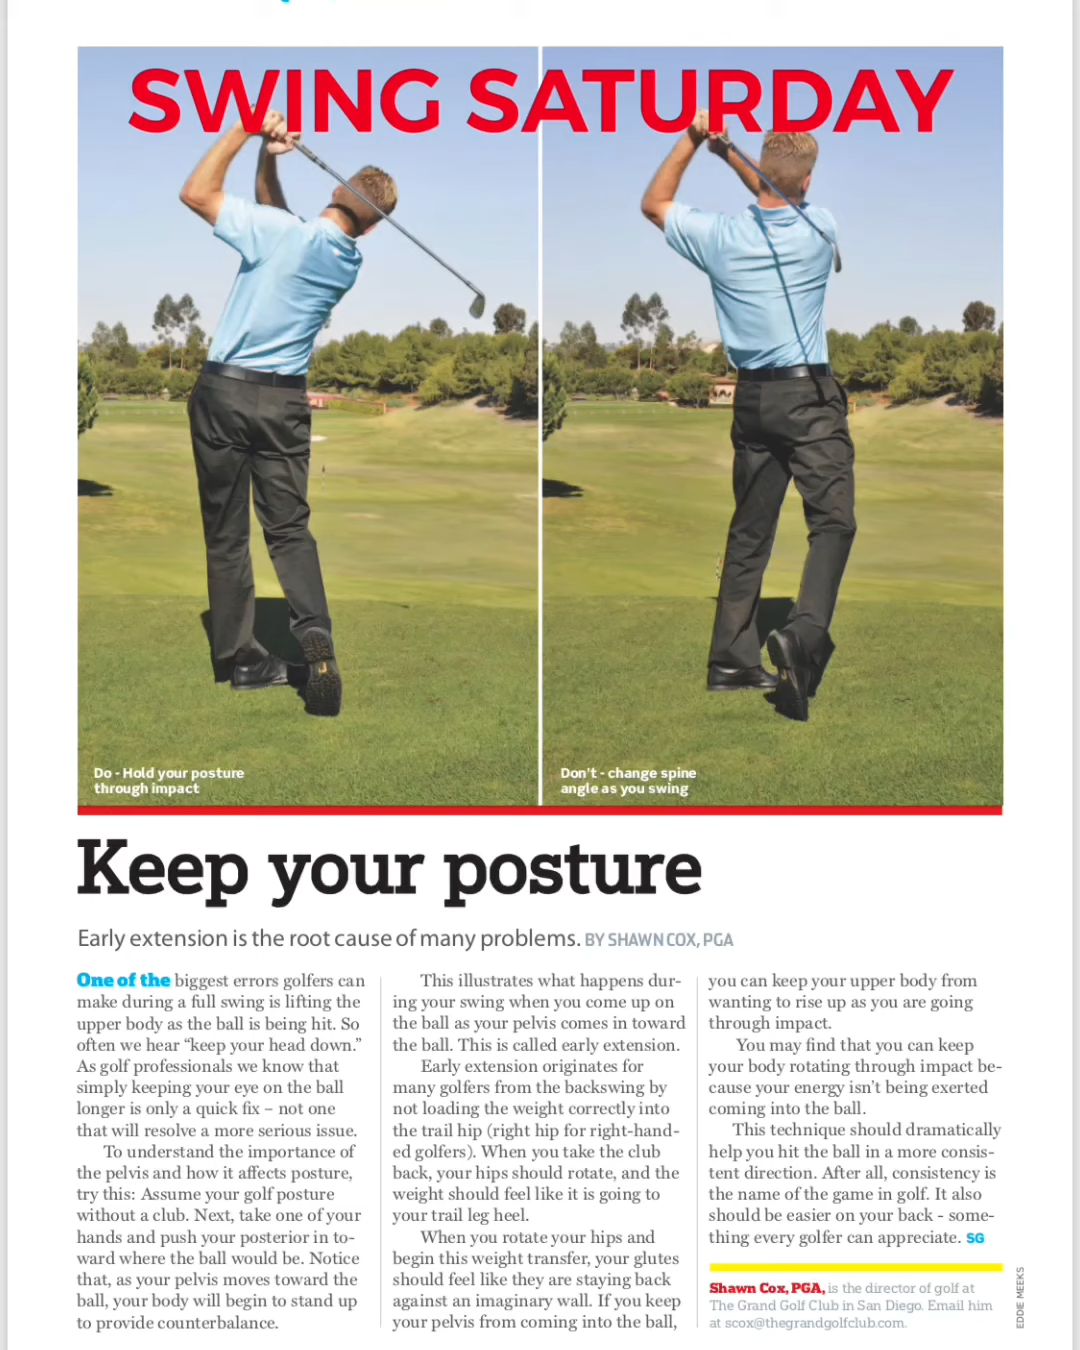 SWING SATURDAY
Do - Hold your posture
through impact
Don't - change spine
angle as you swing
Keep your posture
Early extension is the root cause of many problems. BY SHAWN COX, PGA
One of the biggest errors golfers can
make during a full swing is lifting the
upper body as the ball is being hit. So
often we hear “keep your head down.”
As golf professionals we know that
simply keeping your eye on the ball
longer is only a quick fix – not one
that will resolve a more serious issue.
To understand the importance of
the pelvis and how it affects posture,
try this: Assume your golf posture
without a club. Next, take one of your
hands and push your posterior in to-
ward where the ball would be. Notice
that, as your pelvis moves toward the
ball, your body will begin to stand up
to provide counterbalance.
This illustrates what happens dur-
ing your swing when you come up on
the ball as your pelvis comes in toward
the ball. This is called early extension.
Early extension originates for
many golfers from the backswing by
not loading the weight correctly into
the trail hip (right hip for right-hand-
ed golfers). When you take the club
back, your hips should rotate, and the
weight should feel like it is going to
your trail leg heel.
When you rotate your hips and
begin this weight transfer, your glutes
should feel like they are staying back
against an imaginary wall. If you keep
your pelvis from coming into the ball,
you can keep your upper body from
wanting to rise up as you are going
through impact.
You may find that you can keep
your body rotating through impact be-
cause your energy isn’t being exerted
coming into the ball.
This technique should dramatically
help you hit the ball in a more consis-
tent direction. After all, consistency is
the name of the game in golf. It also
should be easier on your back - some-
thing every golfer can appreciate. SG
Shawn Cox, PGA, is the director of golf at
The Grand Golf Club in San Diego. Email him
at scox@thegrandgolfclub.com.
EDDIE MEEKS